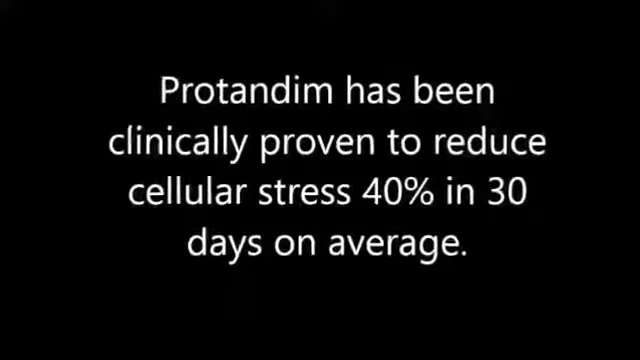 Protandim has been
clinically proven to reduce
cellular stress 40% in 30
days on average.